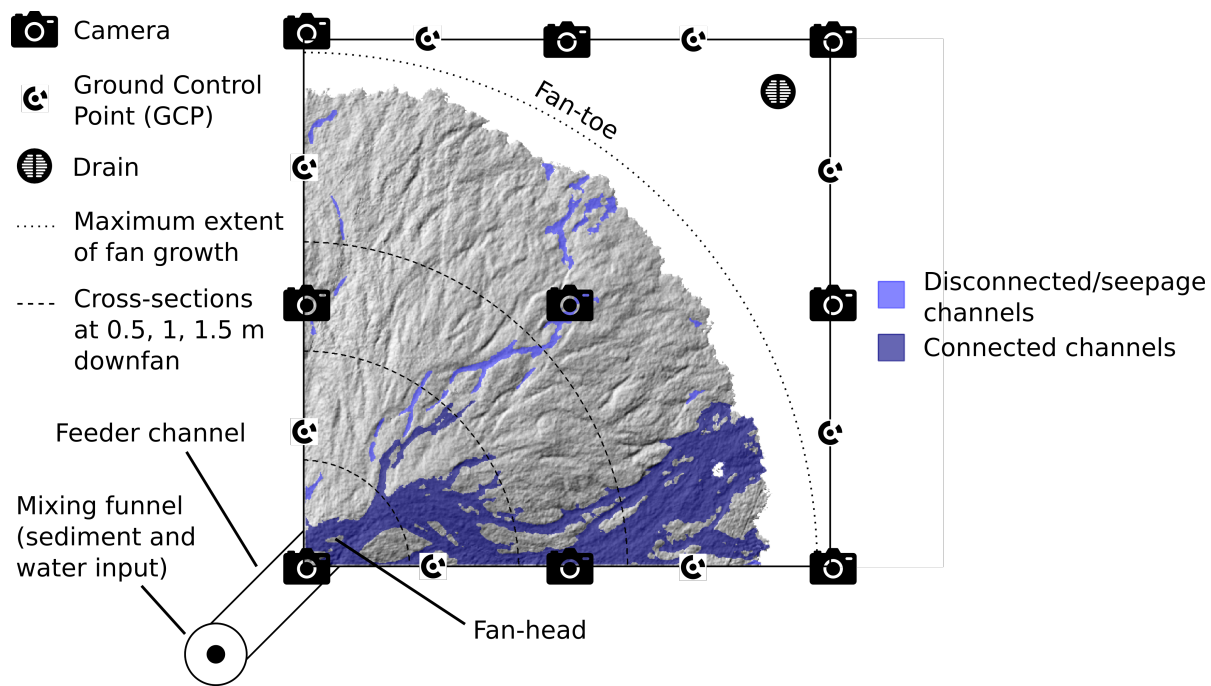 Camera
Ground Control
Point (GCP)
Drain
Maximum extent
of fan growth
Cross-sections
at 0.5, 1, 1.5 m
downfan
Feeder channel
Mixing funnel
(sediment and
water input)
Fan-toe
Fan-head
Disconnected/seepage
channels
Connected channels